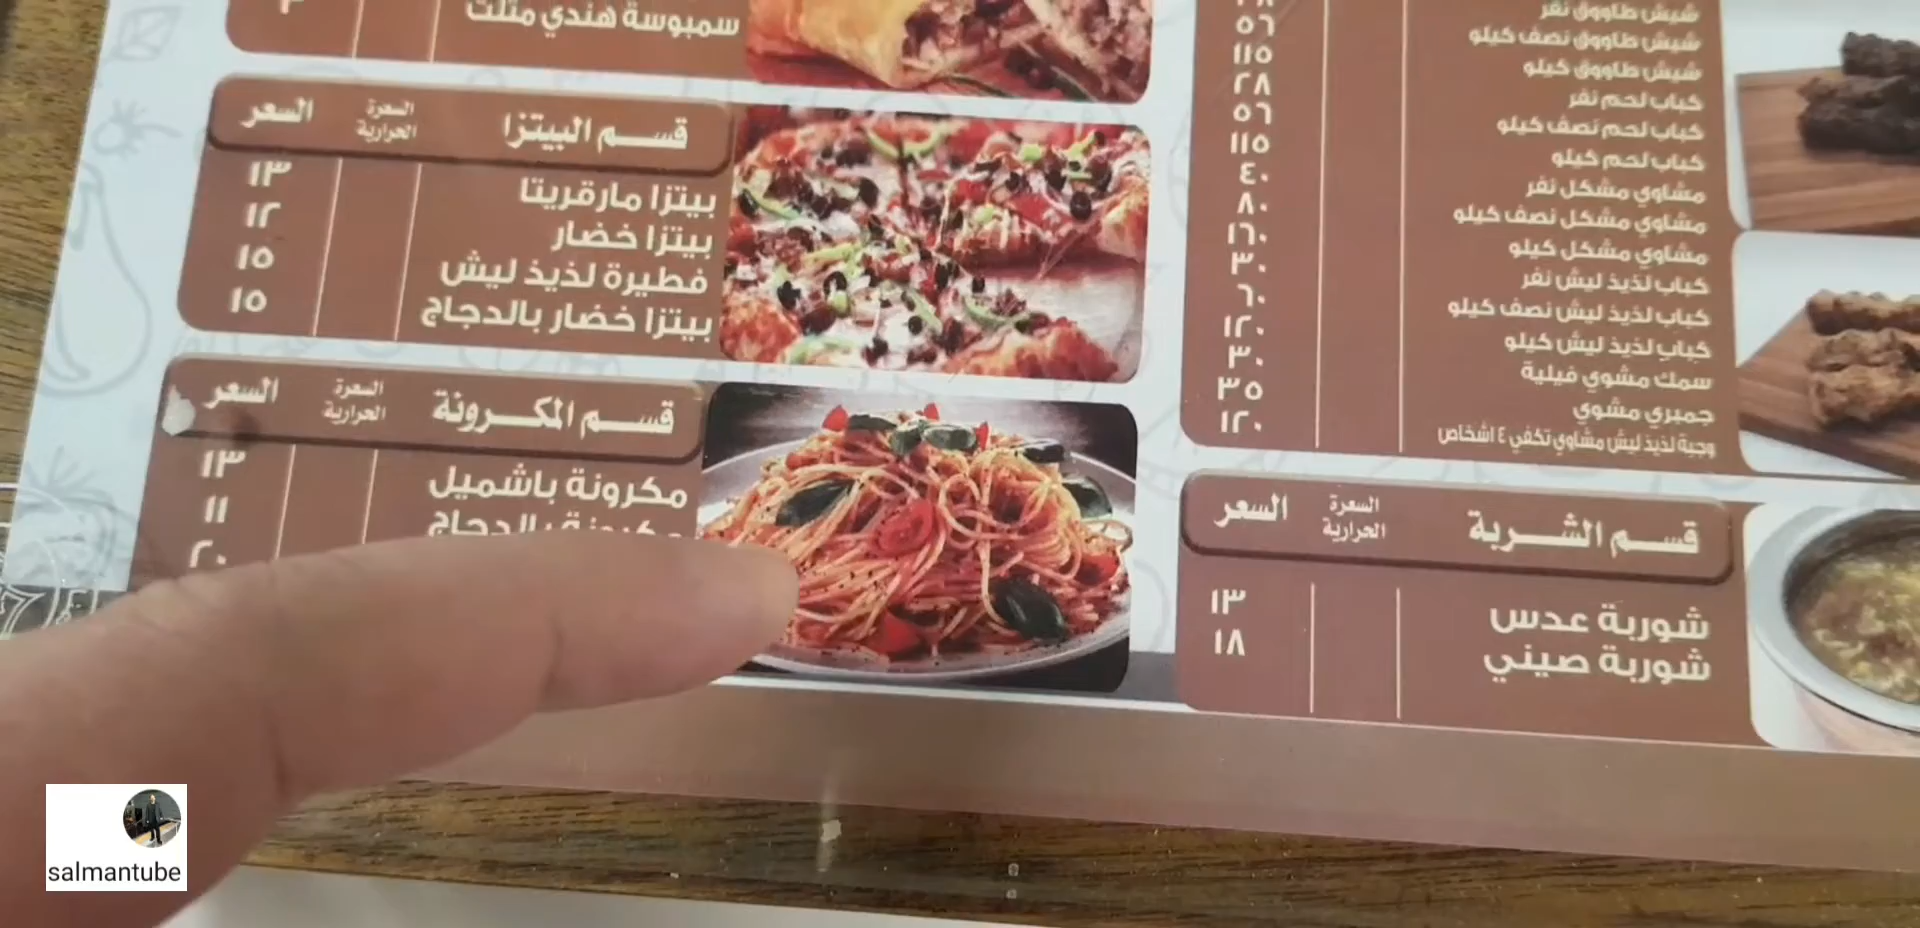 سمبوسة هندي مثلث
قسم البيتزا السعرة الحرارية السعر
بيتزا مارقريتا ١٣
بيتزا خضار ١٢
فطيرة لذيذ ليش ١٥
بيتزا خضار بالدجاج ١٥
قسم المكرونة السعرة الحرارية السعر
مكرونة باشميل ١٣
مكرونة بالدجاج ١١
٢٠
شيش طاووق نفر
شيش طاووق نصف كيلو ٥٦
شيش طاووق كيلو ١١٥
كباب لحم نفر ٢٨
كباب لحم نصف كيلو ٥٦
كباب لحم كيلو ١١٥
مشاوي مشكل نفر ٤٠
مشاوي مشكل نصف كيلو ٨٠
مشاوي مشكل كيلو ١٦٠
كباب لذيذ ليش نفر ٣٠
كباب لذيذ ليش نصف كيلو ٦٠
كباب لذيذ ليش كيلو ١٢٠
سمك مشوي فيلية ٣٠
جمبري مشوي ٣٥
وجبة لذيذ ليش مشاوي تكفي ٤ اشخاص ١٢٠
قسم الشربة السعرة الحرارية السعر
شوربة عدس ١٣
شوربة صيني ١٨
salmantube